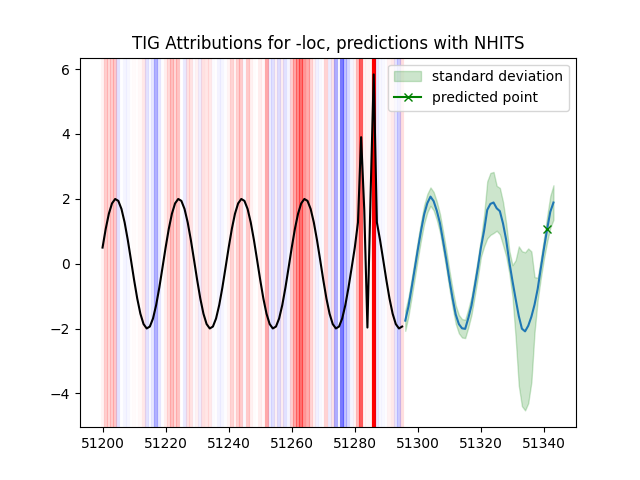 TIG Attributions for -loc, predictions with NHITS
standard deviation
predicted point
6
4
2
0
−2
−4
51200 51220 51240 51260 51280 51300 51320 51340